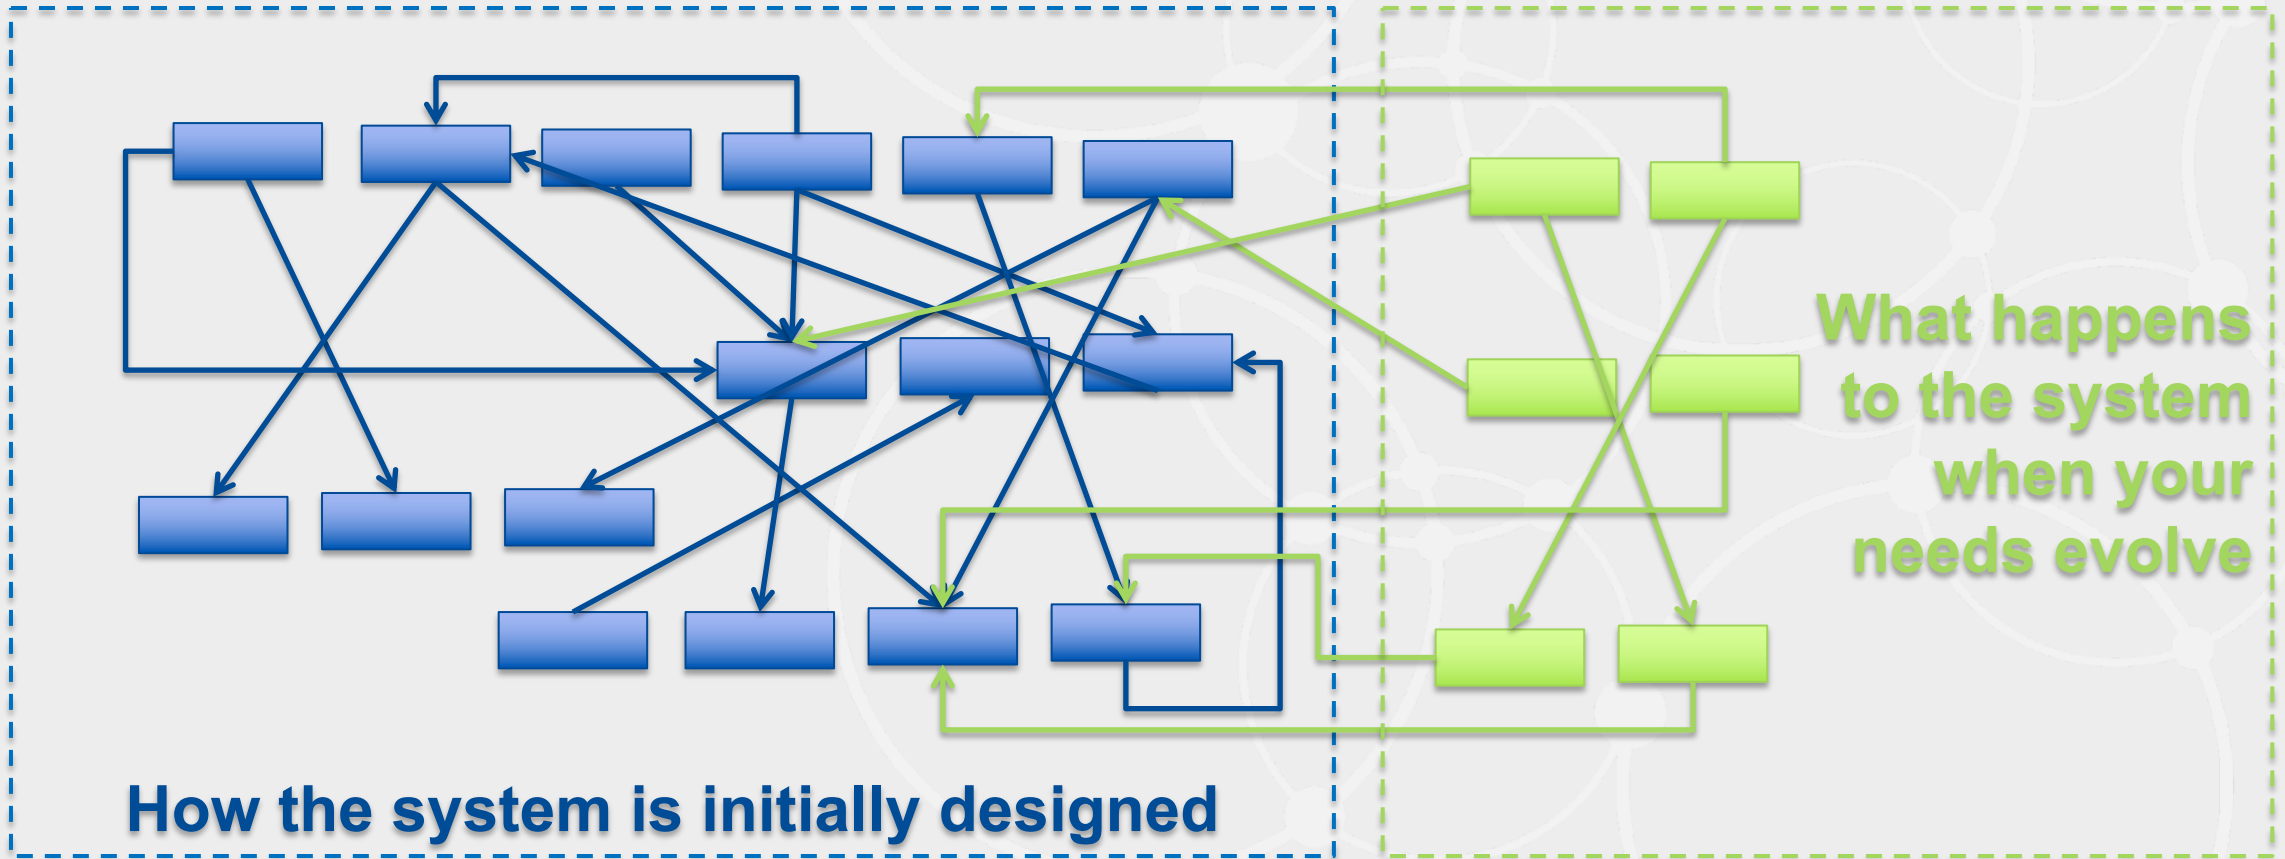 What happens
to the system
when your
needs evolve
How the system is initially designed